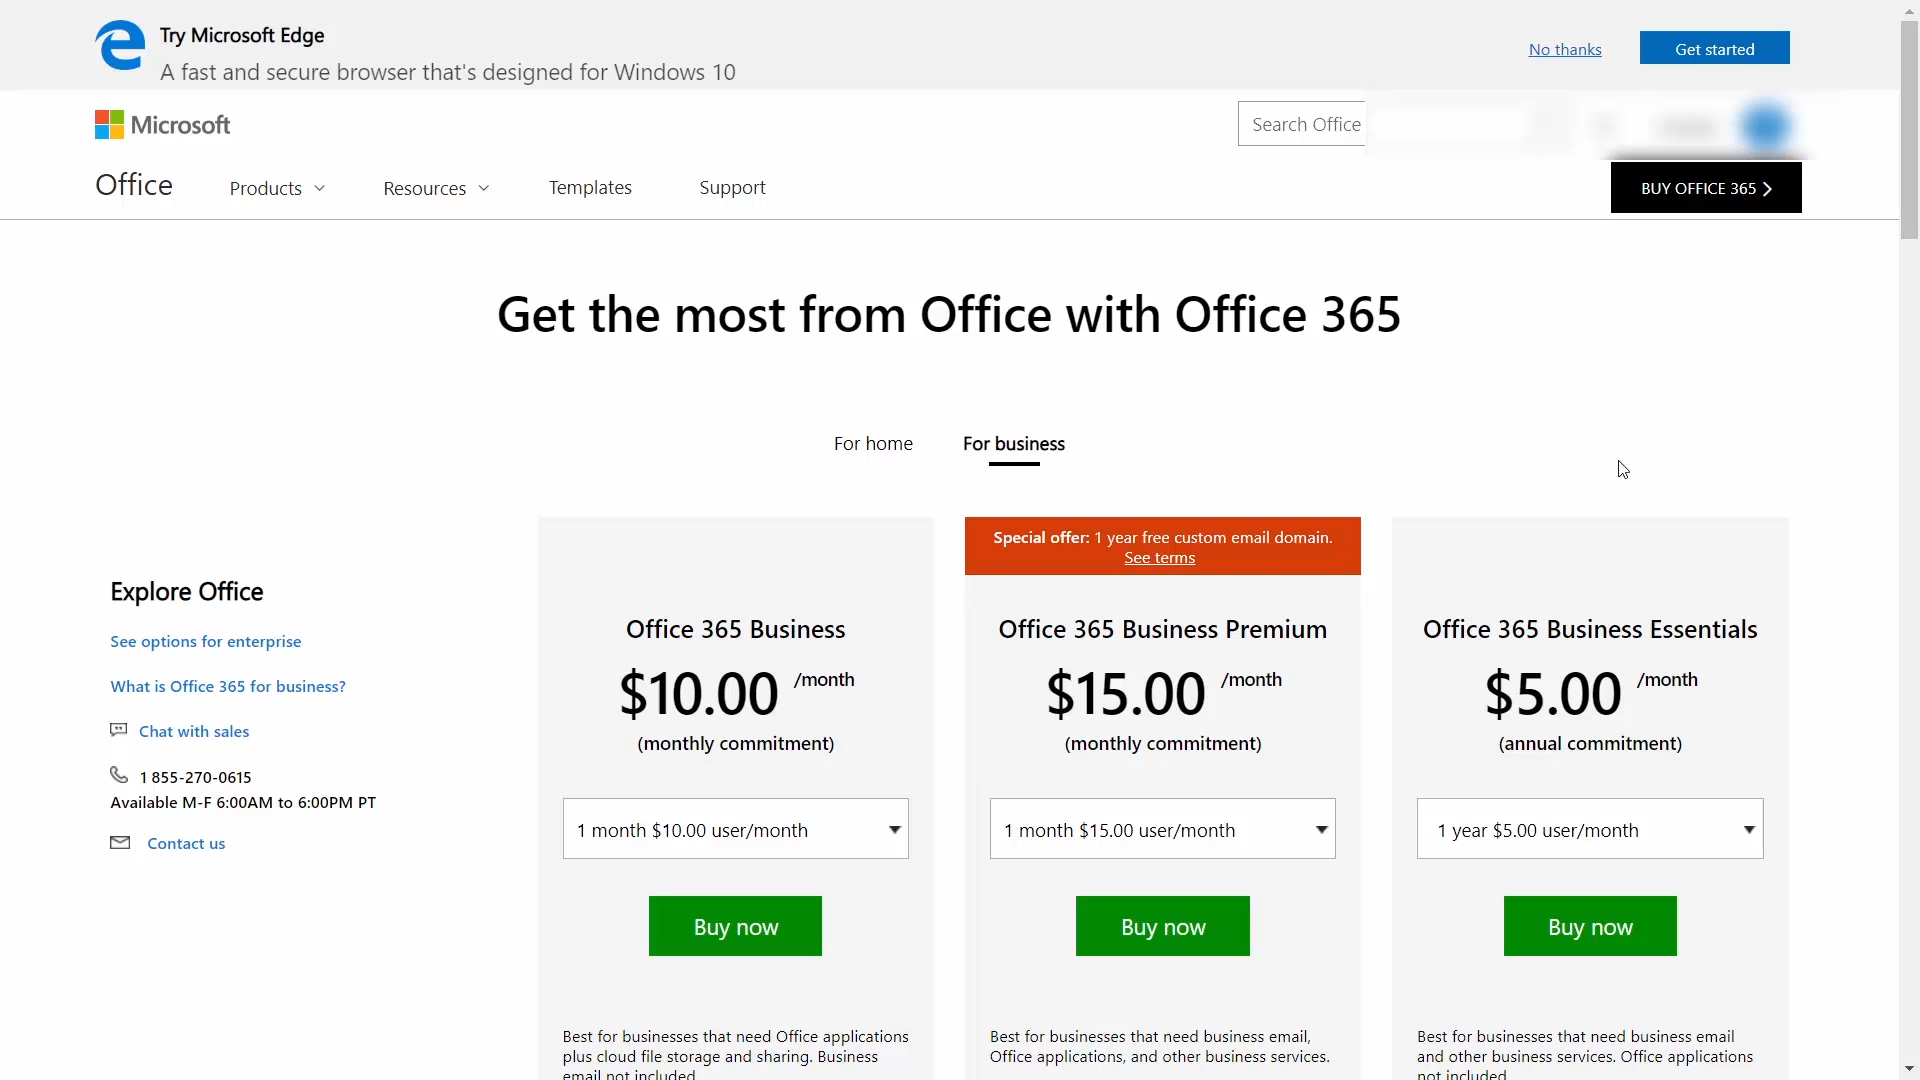 Try Microsoft Edge
A fast and secure browser that's designed for Windows 10
No thanks
Get started
Microsoft
Search Office
Office
Products
Resources
Templates
Support
BUY OFFICE 365
Get the most from Office with Office 365
For home
For business
Explore Office
See options for enterprise
What is Office 365 for business?
Chat with sales
1 855-270-0615
Available M-F 6:00AM to 6:00PM PT
Contact us
Office 365 Business
$10.00 /month
(monthly commitment)
1 month $10.00 user/month
Buy now
Best for businesses that need Office applications
plus cloud file storage and sharing. Business
email not included.
Special offer: 1 year free custom email domain.
See terms
Office 365 Business Premium
$15.00 /month
(monthly commitment)
1 month $15.00 user/month
Buy now
Best for businesses that need business email,
Office applications, and other business services.
Office 365 Business Essentials
$5.00 /month
(annual commitment)
1 year $5.00 user/month
Buy now
Best for businesses that need business email
and other business services. Office applications
not included.